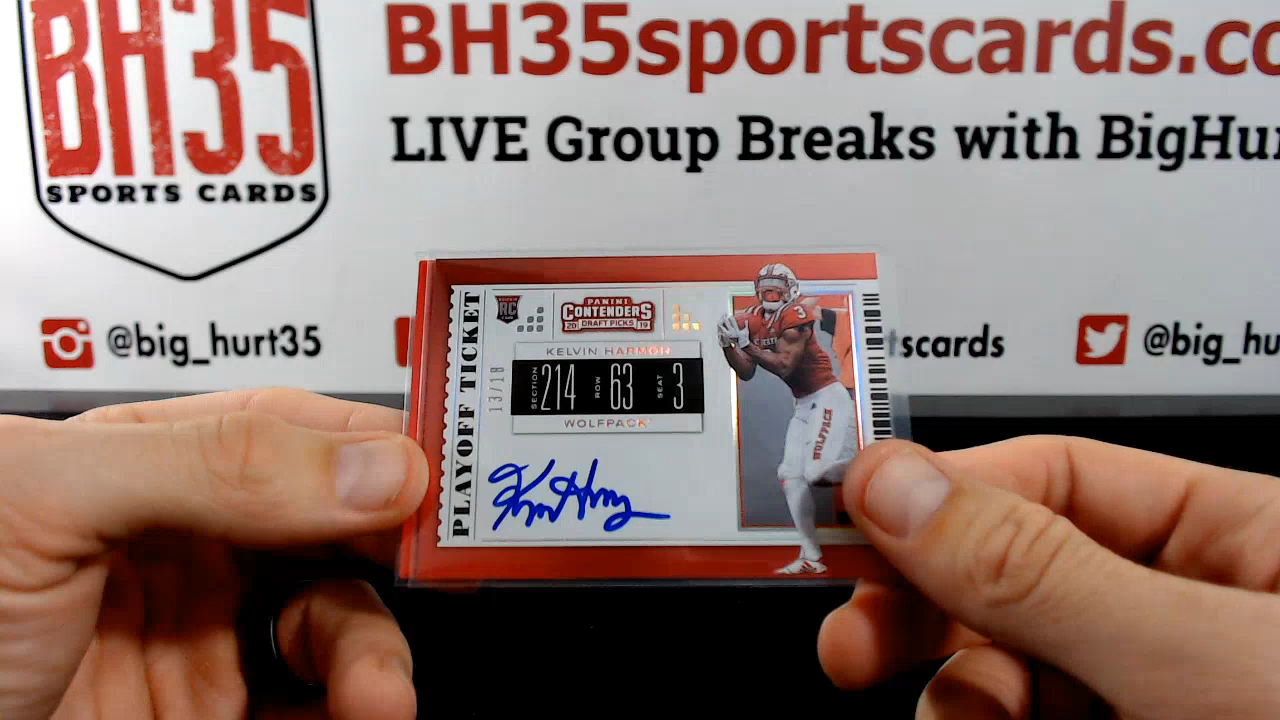 BH35
SPORTS CARDS
BH35sportscards.co
LIVE Group Breaks with BigHu
@big_hurt35
tscards
@big_hu
PLAYOFF TICKET
13/18
RC
PANINI
CONTENDERS
20 DRAFT PICKS 19
KELVIN HARMON
SECTION 214 ROW 63 SEAT 3
WOLFPACK
3
WOLFPACK